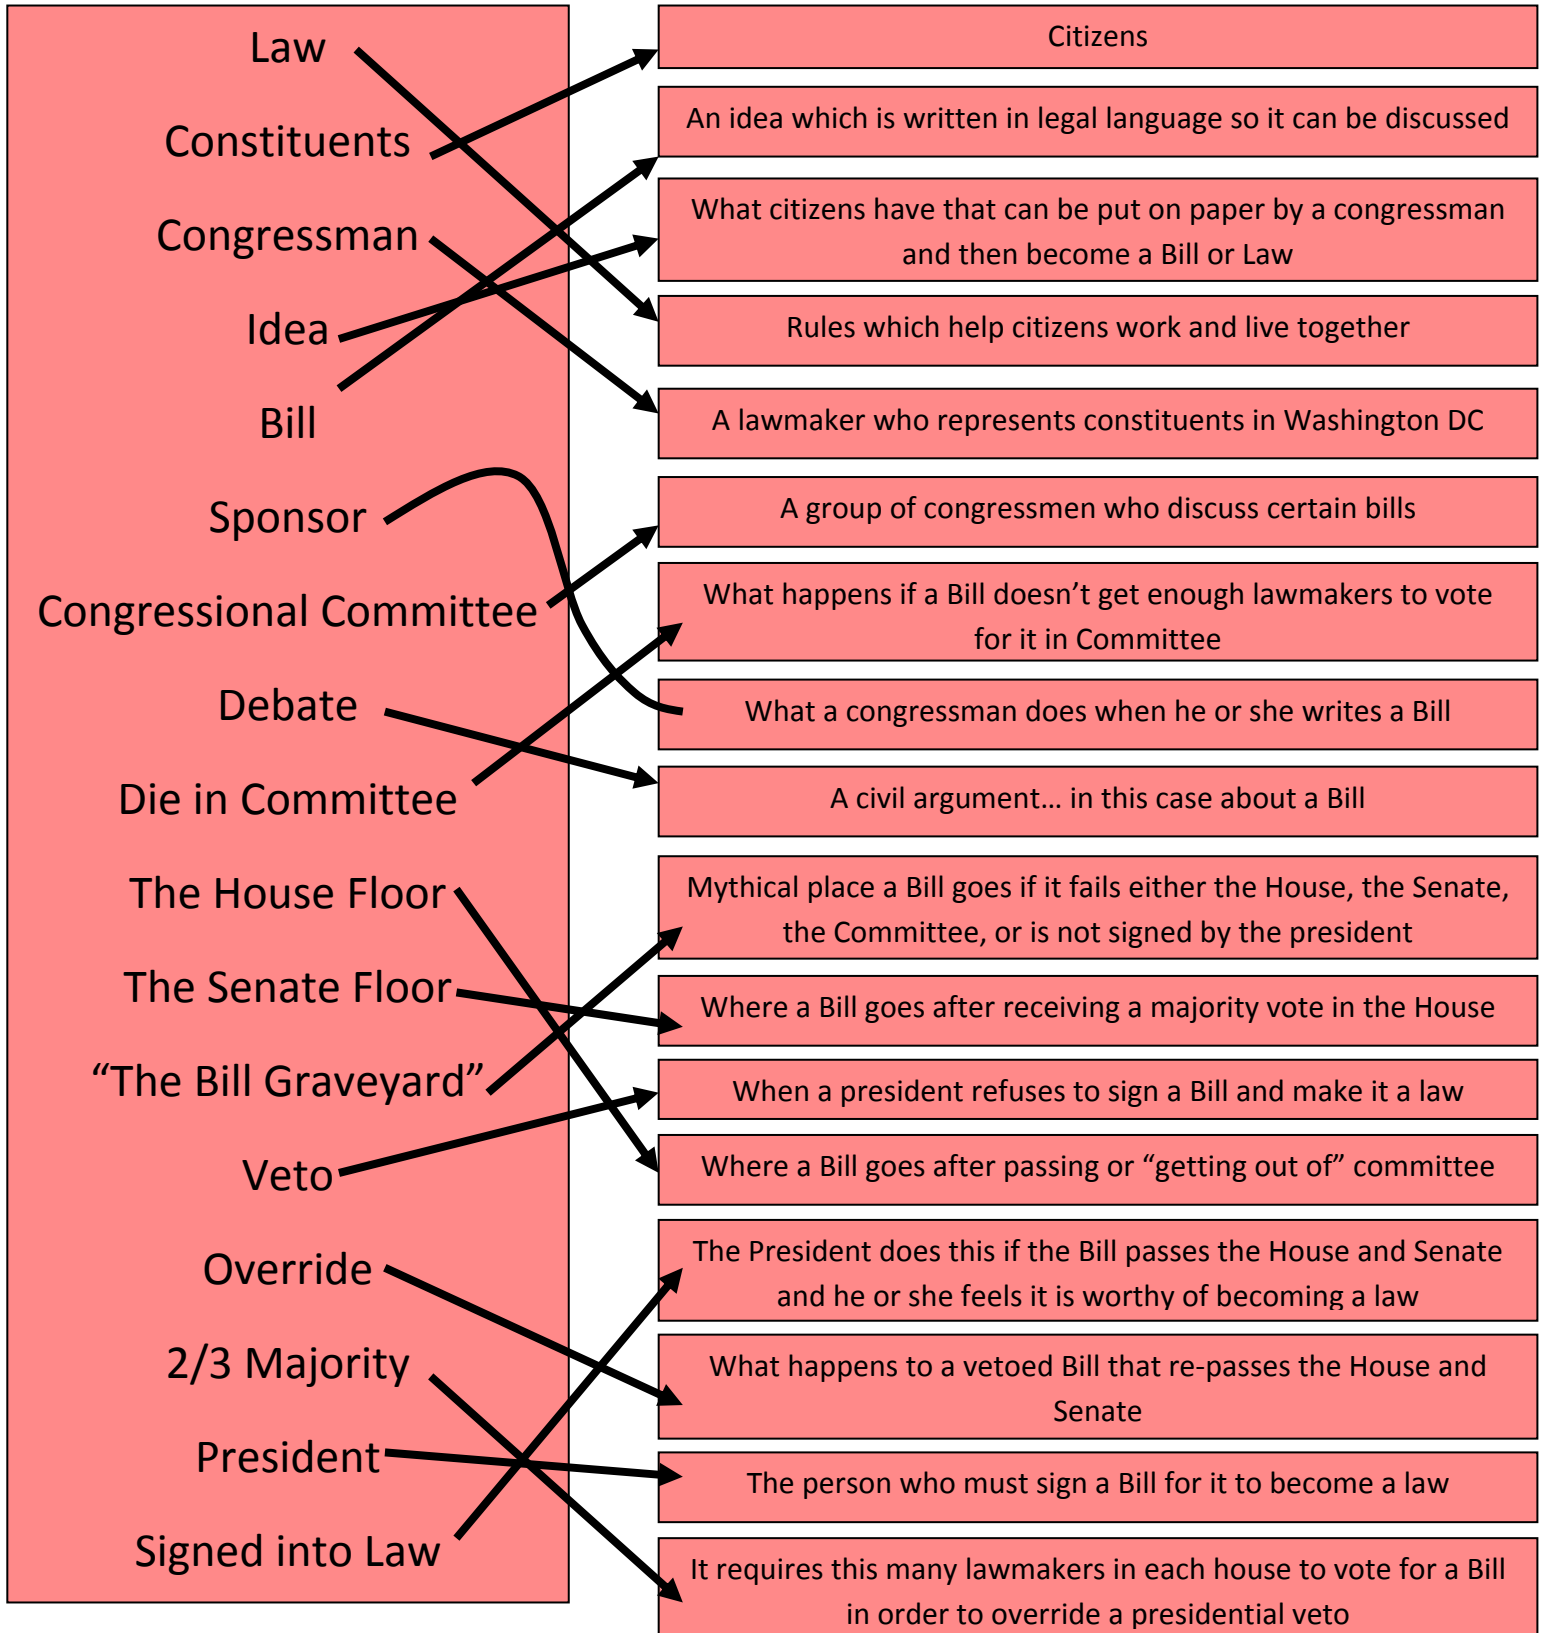 Law
Constituents
Congressman
Idea
Bill
Sponsor
Congressional Committee
Debate
Die in Committee
The House Floor
The Senate Floor
“The Bill Graveyard”
Veto
Override
2/3 Majority
President
Signed into Law
Citizens
An idea which is written in legal language so it can be discussed
What citizens have that can be put on paper by a congressman
and then become a Bill or Law
Rules which help citizens work and live together
A lawmaker who represents constituents in Washington DC
A group of congressmen who discuss certain bills
What happens if a Bill doesn’t get enough lawmakers to vote
for it in Committee
What a congressman does when he or she writes a Bill
A civil argument… in this case about a Bill
Mythical place a Bill goes if it fails either the House, the Senate,
the Committee, or is not signed by the president
Where a Bill goes after receiving a majority vote in the House
When a president refuses to sign a Bill and make it a law
Where a Bill goes after passing or “getting out of” committee
The President does this if the Bill passes the House and Senate
and he or she feels it is worthy of becoming a law
What happens to a vetoed Bill that re-passes the House and
Senate
The person who must sign a Bill for it to become a law
It requires this many lawmakers in each house to vote for a Bill
in order to override a presidential veto